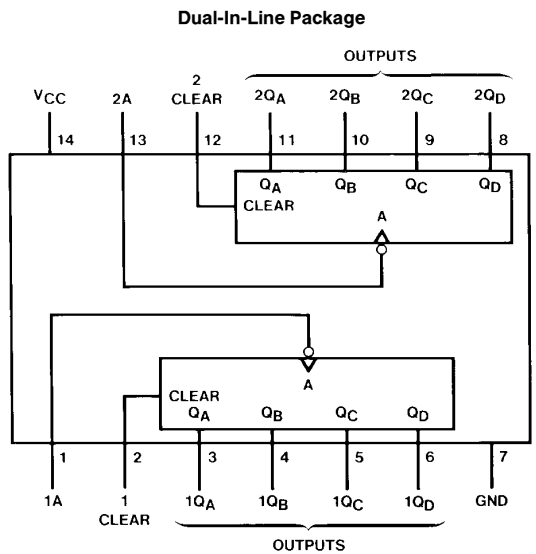 Dual-In-Line Package
OUTPUTS
VCC 2A 2 CLEAR 2QA 2QB 2QC 2QD
14 13 12 11 10 9 8
QA QB QC QD
CLEAR
A
A
CLEAR
QA QB QC QD
1 2 3 4 5 6 7
1A 1 CLEAR 1QA 1QB 1QC 1QD GND
OUTPUTS